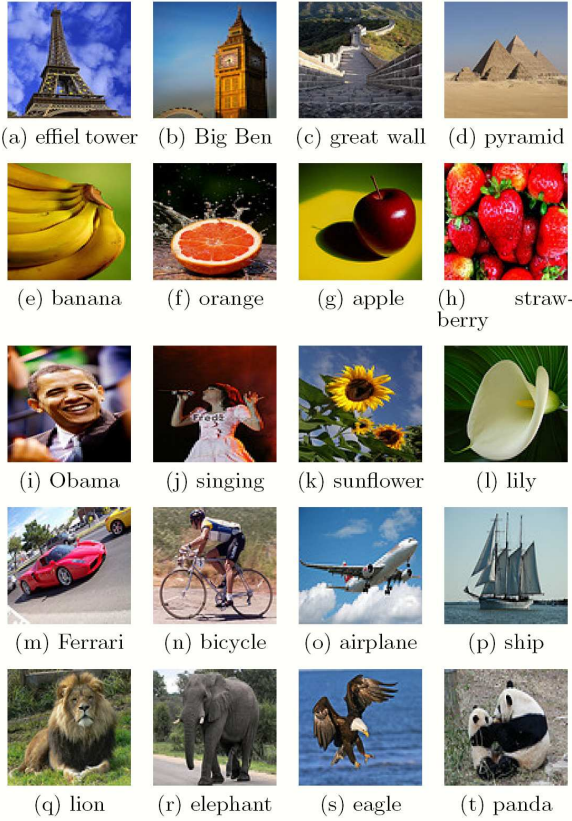 (a) effiel tower (b) Big Ben (c) great wall (d) pyramid
(e) banana (f) orange (g) apple (h) straw-
berry
Fredz
(i) Obama (j) singing (k) sunflower (l) lily
(m) Ferrari (n) bicycle (o) airplane (p) ship
(q) lion (r) elephant (s) eagle (t) panda